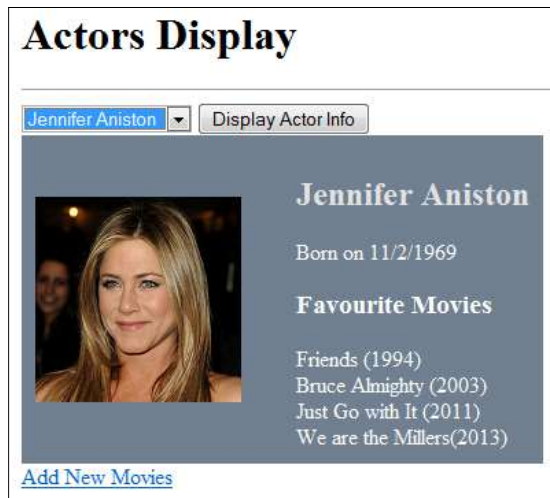 Actors Display
Jennifer Aniston Display Actor Info
Jennifer Aniston
Born on 11/2/1969
Favourite Movies
Friends (1994)
Bruce Almighty (2003)
Just Go with It (2011)
We are the Millers(2013)
Add New Movies